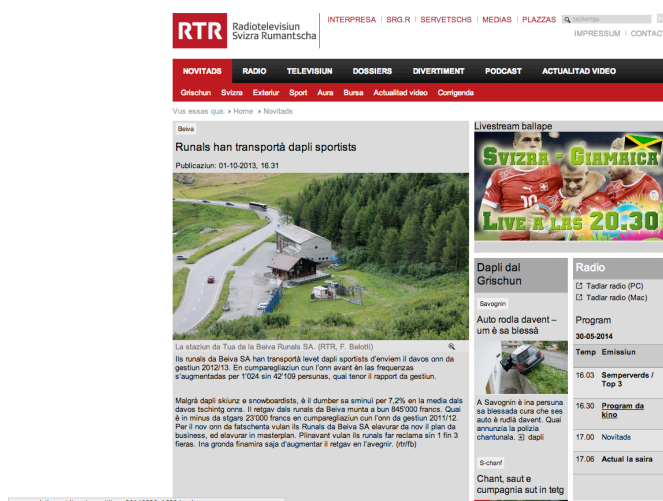 RTR Radiotelevisiun
Svizra Rumantscha
INTERPRESA | SRG.R | SERVETSCHS | MEDIAS | PLAZZAS
IMPRESSUM | CONTACT
NOVITADS RADIO TELEVISIUN DOSSIERS DIVERTIMENT PODCAST ACTUALITAD VIDEO
Grischun Svizra Exteriur Sport Aura Bursa Actualitad video Corrigenda
Vus essas qua: Home Novitads
Beiva
Runals han transportà dapli sportists
Publicaziun: 01-10-2013, 16.31
La staziun da Tua da la Beiva Runals SA. (RTR, F. Belotti)
Ils runals da Beiva SA han transportà levet dapli sportists d'enviern il davos onn da
gestiun 2012/13. En cumparegliaziun cun l'onn avant èn las frequenzas
s'augmentadas per 1'024 sin 42'109 persunas, quai tenor il rapport da gestiun.
Malgrà dapli skiunz e snowboardists, è il dumber sa sminuì per 7,2% en la media dals
davos tschintg onns. Il retgav dals runals da Beiva munta a bun 845'000 francs. Quai
è in minus da stgars 23'000 francs en cumparegliaziun cun l'onn da gestiun 2011/12.
Per il nov onn da fatschenta vulan ils Runals da Beiva SA elavurar da nov il plan da
business, ed elavurar in masterplan. Plinavant vulan ils runals far reclama sin 1 fin 3
fieras. Ina gronda finamira saja d'augmentar il retgav en l'avegnir. (rtr/fb)
Livestream ballape
SVIZRA - GIAMAICA
LIVE A LAS 20.30
Dapli dal
Grischun
Savognin
Auto rodla davent –
um è sa blessà
A Savognin è ina persuna
sa blessada cura che ses
auto è rudlà davent. Quai
annunzia la polizia
chantunala. dapli
S-chanf
Chant, saut e
cumpagnia sut in tetg
Radio
Tadlar radio (PC)
Tadlar radio (Mac)
Program
30-05-2014
Temp Emissiun
16.03 Semperverds /
Top 3
16.30 Program da
kino
17.00 Novitads
17.06 Actual la saira